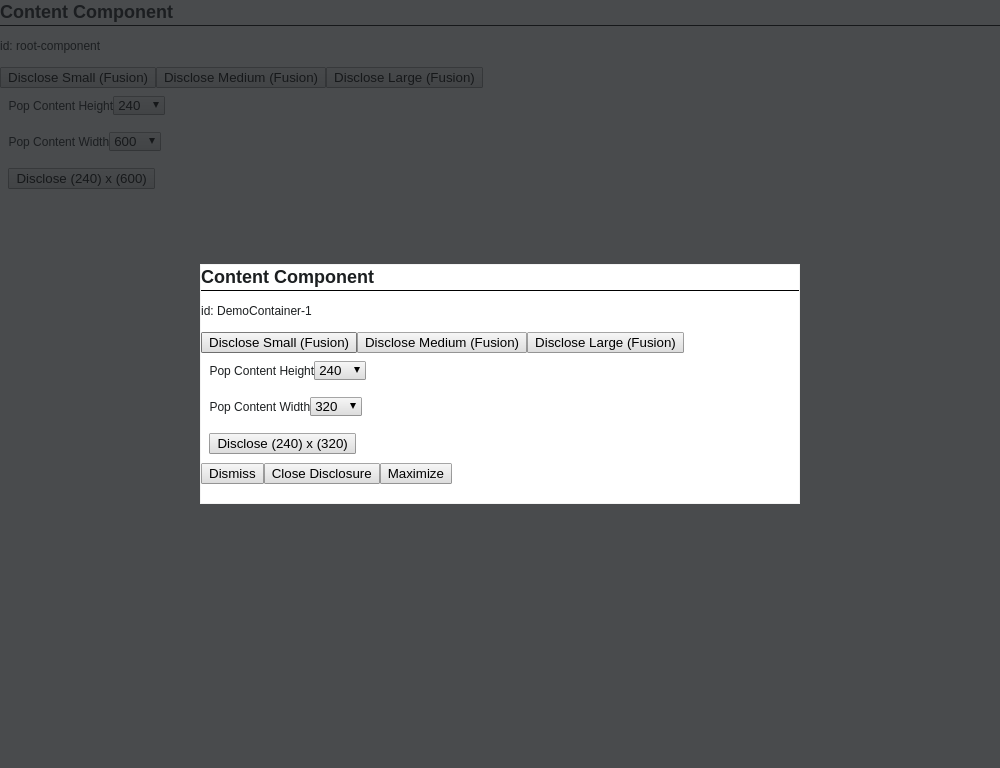 Content Component
id: root-component
Disclose Small (Fusion) Disclose Medium (Fusion) Disclose Large (Fusion)
Pop Content Height 240
Pop Content Width 600
Disclose (240) x (600)
Content Component
id: DemoContainer-1
Disclose Small (Fusion) Disclose Medium (Fusion) Disclose Large (Fusion)
Pop Content Height 240
Pop Content Width 320
Disclose (240) x (320)
Dismiss Close Disclosure Maximize